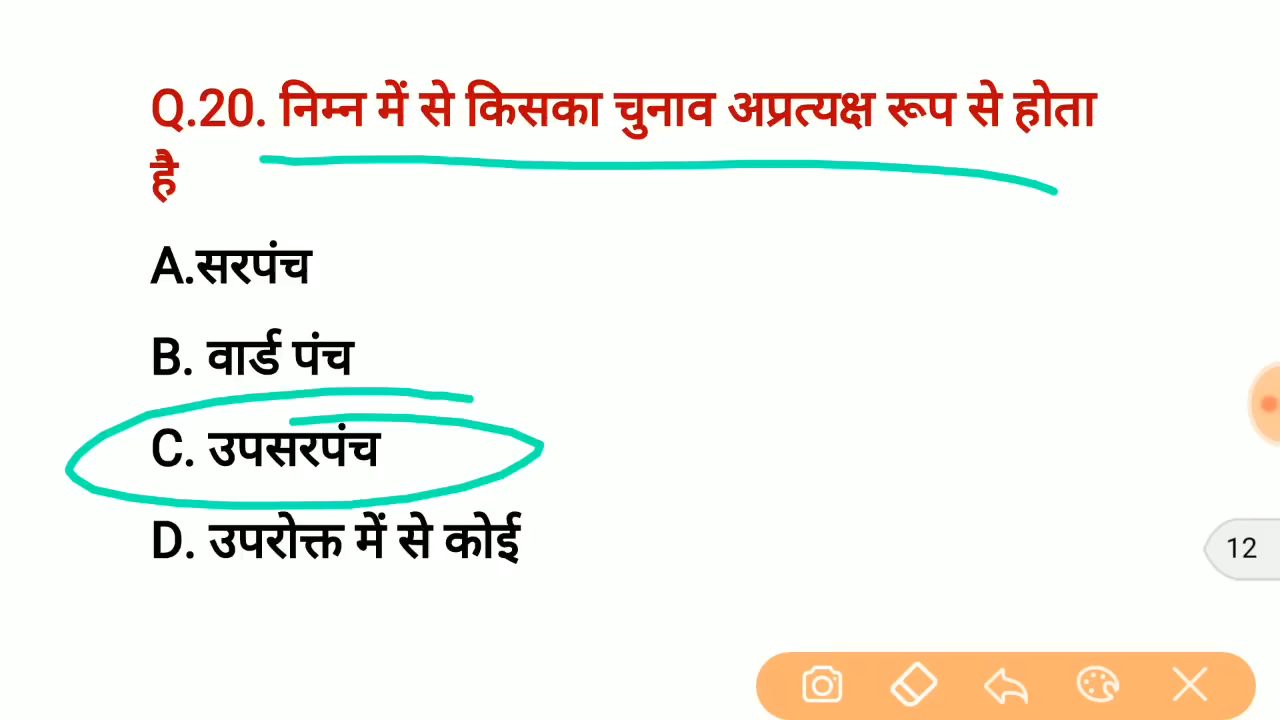 Q.20. निम्न में से किसका चुनाव अप्रत्यक्ष रूप से होता
है
A.सरपंच
B. वार्ड पंच
C. उपसरपंच
D. उपरोक्त में से कोई
12